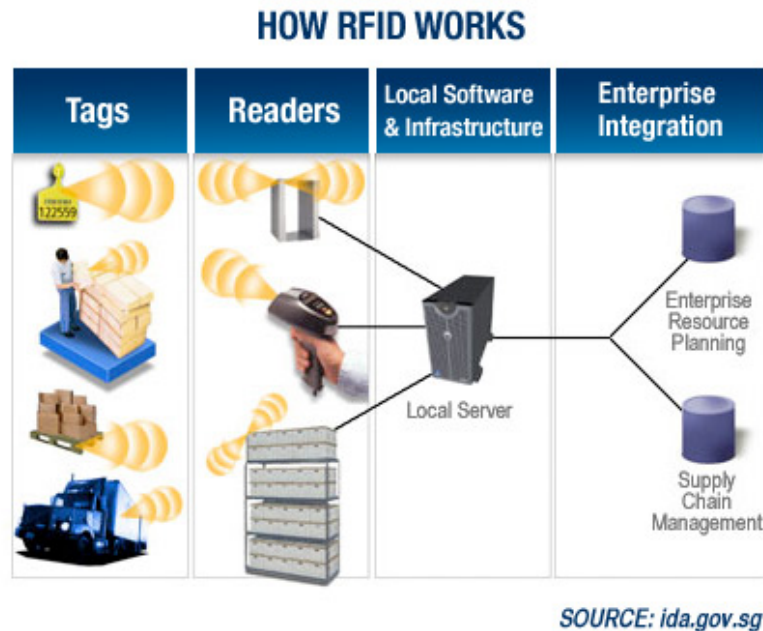 HOW RFID WORKS
Tags
Readers
Local Software
& Infrastructure
Enterprise
Integration
122559
Local Server
Enterprise
Resource
Planning
Supply
Chain
Management
SOURCE: ida.gov.sg